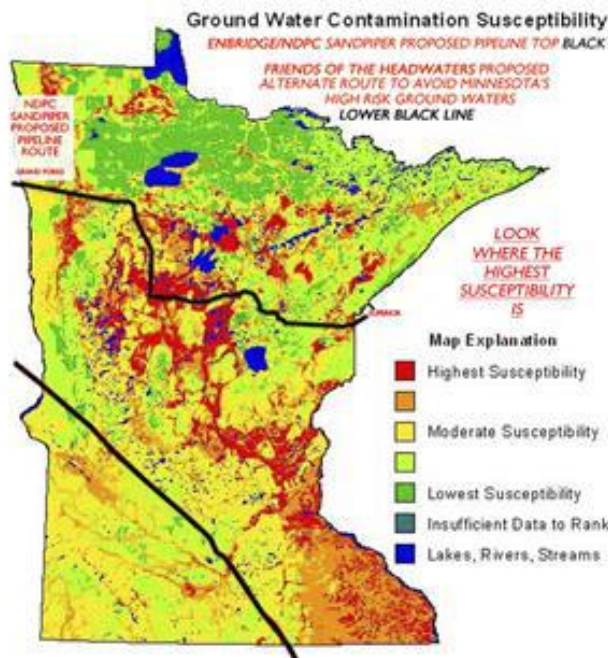 Ground Water Contamination Susceptibility
ENBRIDGE/NDPC SANDPIPER PROPOSED PIPELINE TOP BLACK
FRIENDS OF THE HEADWATERS PROPOSED
ALTERNATE ROUTE TO AVOID MINNESOTA'S
HIGH RISK GROUND WATERS
LOWER BLACK LINE
NDPC
SANDPIPER
PROPOSED
PIPELINE
ROUTE
GRAND FORKS
LOOK
WHERE THE
HIGHEST
SUSCEPTIBILITY
IS
Map Explanation
Highest Susceptibility
Moderate Susceptibility
Lowest Susceptibility
Insufficient Data to Rank
Lakes, Rivers, Streams